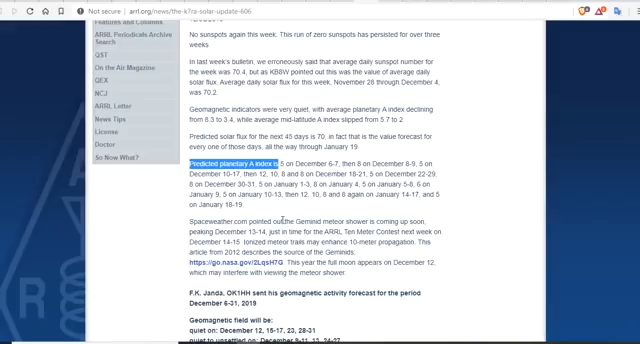 Not secure | arrl.org/news/the-k7ra-solar-update-606
Features and Columns
ARRL Periodicals Archive
Search
QST
On the Air Magazine
QEX
NCJ
ARRL Letter
News Tips
License
Doctor
So Now What?
No sunspots again this week. This run of zero sunspots has persisted for over three
weeks.
In last week's bulletin, we erroneously said that average daily sunspot number for
the week was 70.4, but as KB8W pointed out this was the value of average daily
solar flux. Average daily solar flux for this week, November 28 through December 4,
was 70.2.
Geomagnetic indicators were very quiet, with average planetary A index declining
from 8.3 to 3.4, while average mid-latitude A index slipped from 5.7 to 2.
Predicted solar flux for the next 45 days is 70, in fact that is the value forecast for
every one of those days, all the way through January 19.
Predicted planetary A index is 5 on December 6-7, then 8 on December 8-9, 5 on
December 10-17, then 12, 10, 8 and 8 on December 18-21, 5 on December 22-29,
8 on December 30-31, 5 on January 1-3, 8 on January 4, 5 on January 5-8, 6 on
January 9, 5 on January 10-13, then 12, 10, 8 and 8 again on January 14-17, and 5
on January 18-19.
Spaceweather.com pointed out the Geminid meteor shower is coming up soon,
peaking December 13-14, just in time for the ARRL Ten Meter Contest next week on
December 14-15. Ionized meteor trails may enhance 10-meter propagation. This
article from 2012 describes the source of the Geminids:
https://go.nasa.gov/2LqsH7G. This year the full moon appears on December 12,
which may interfere with viewing the meteor shower.
F.K. Janda, OK1HH sent his geomagnetic activity forecast for the period
December 6-31, 2019
Geomagnetic field will be:
quiet on: December 12, 15-17, 23, 28-31
quiet to unsettled on: December 9-11, 13, 24-27